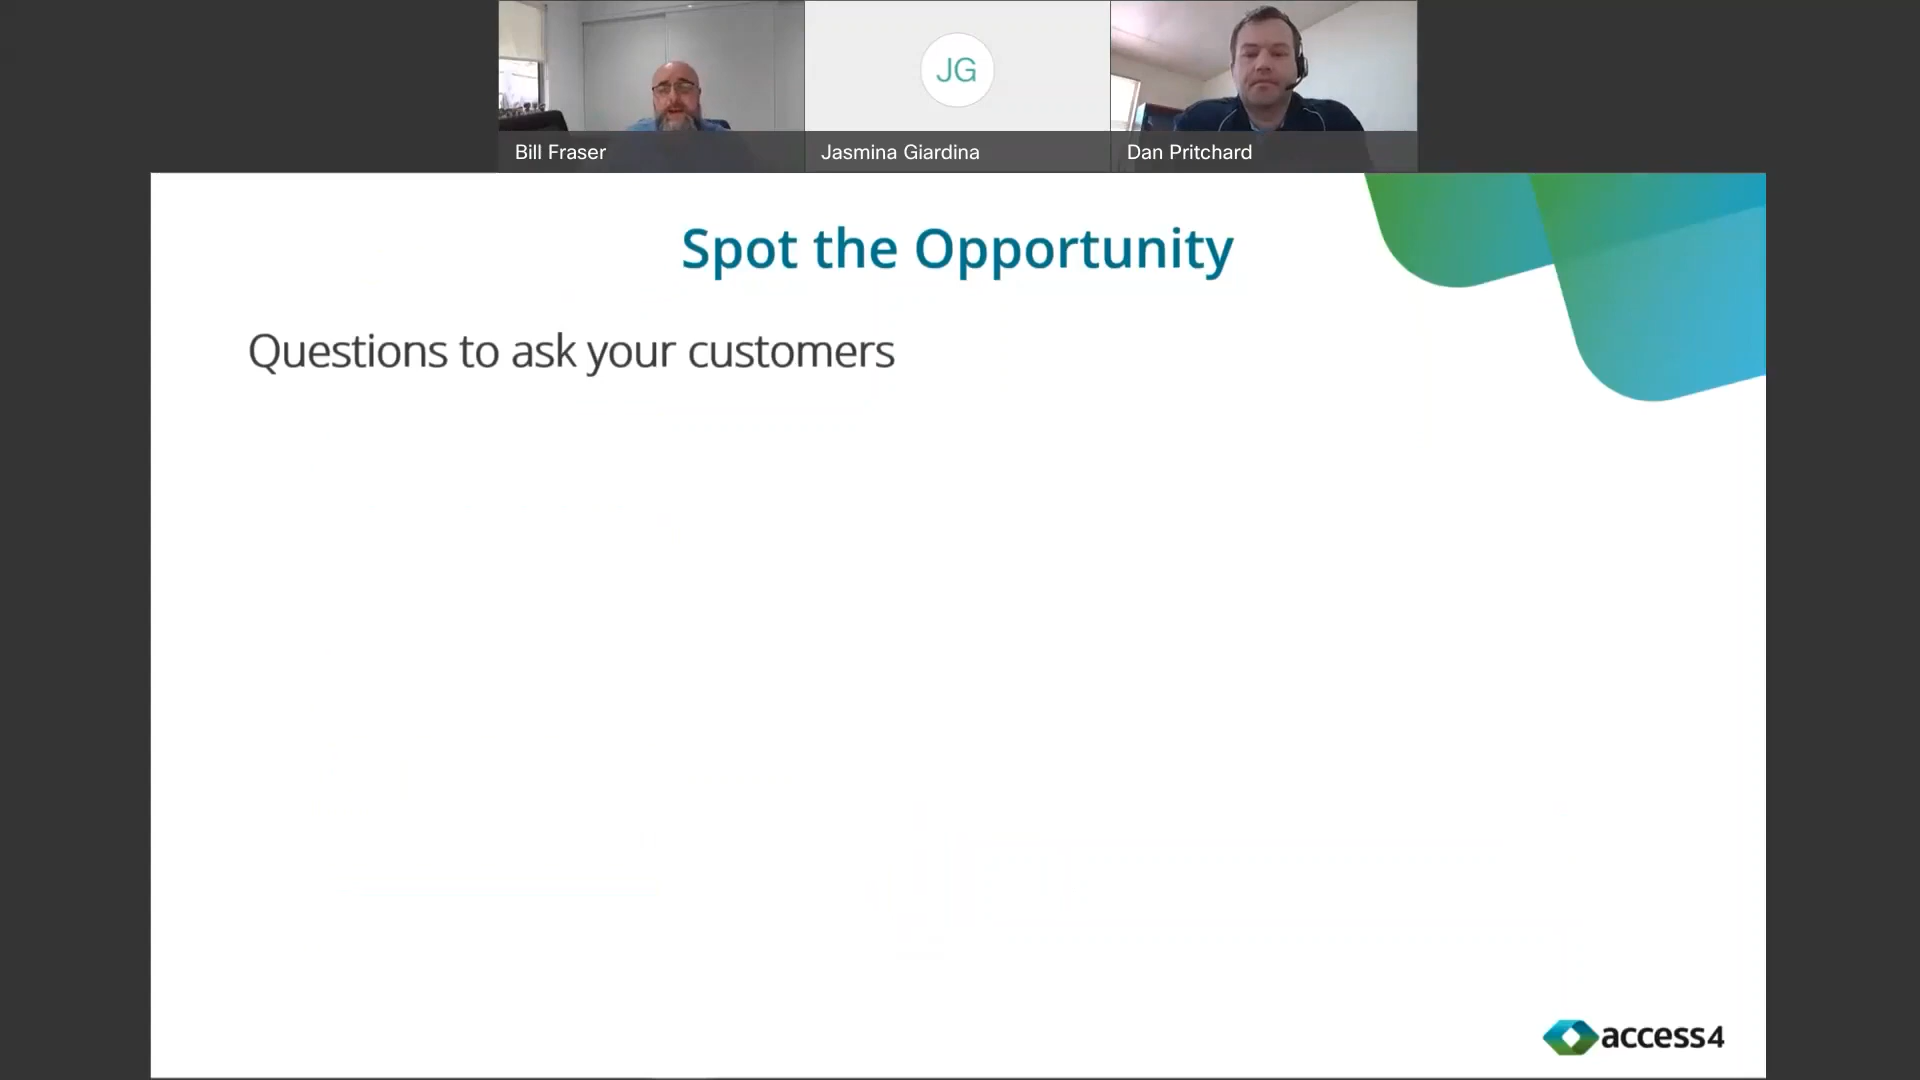 JG
Bill Fraser
Jasmina Giardina
Dan Pritchard
Spot the Opportunity
Questions to ask your customers
access4